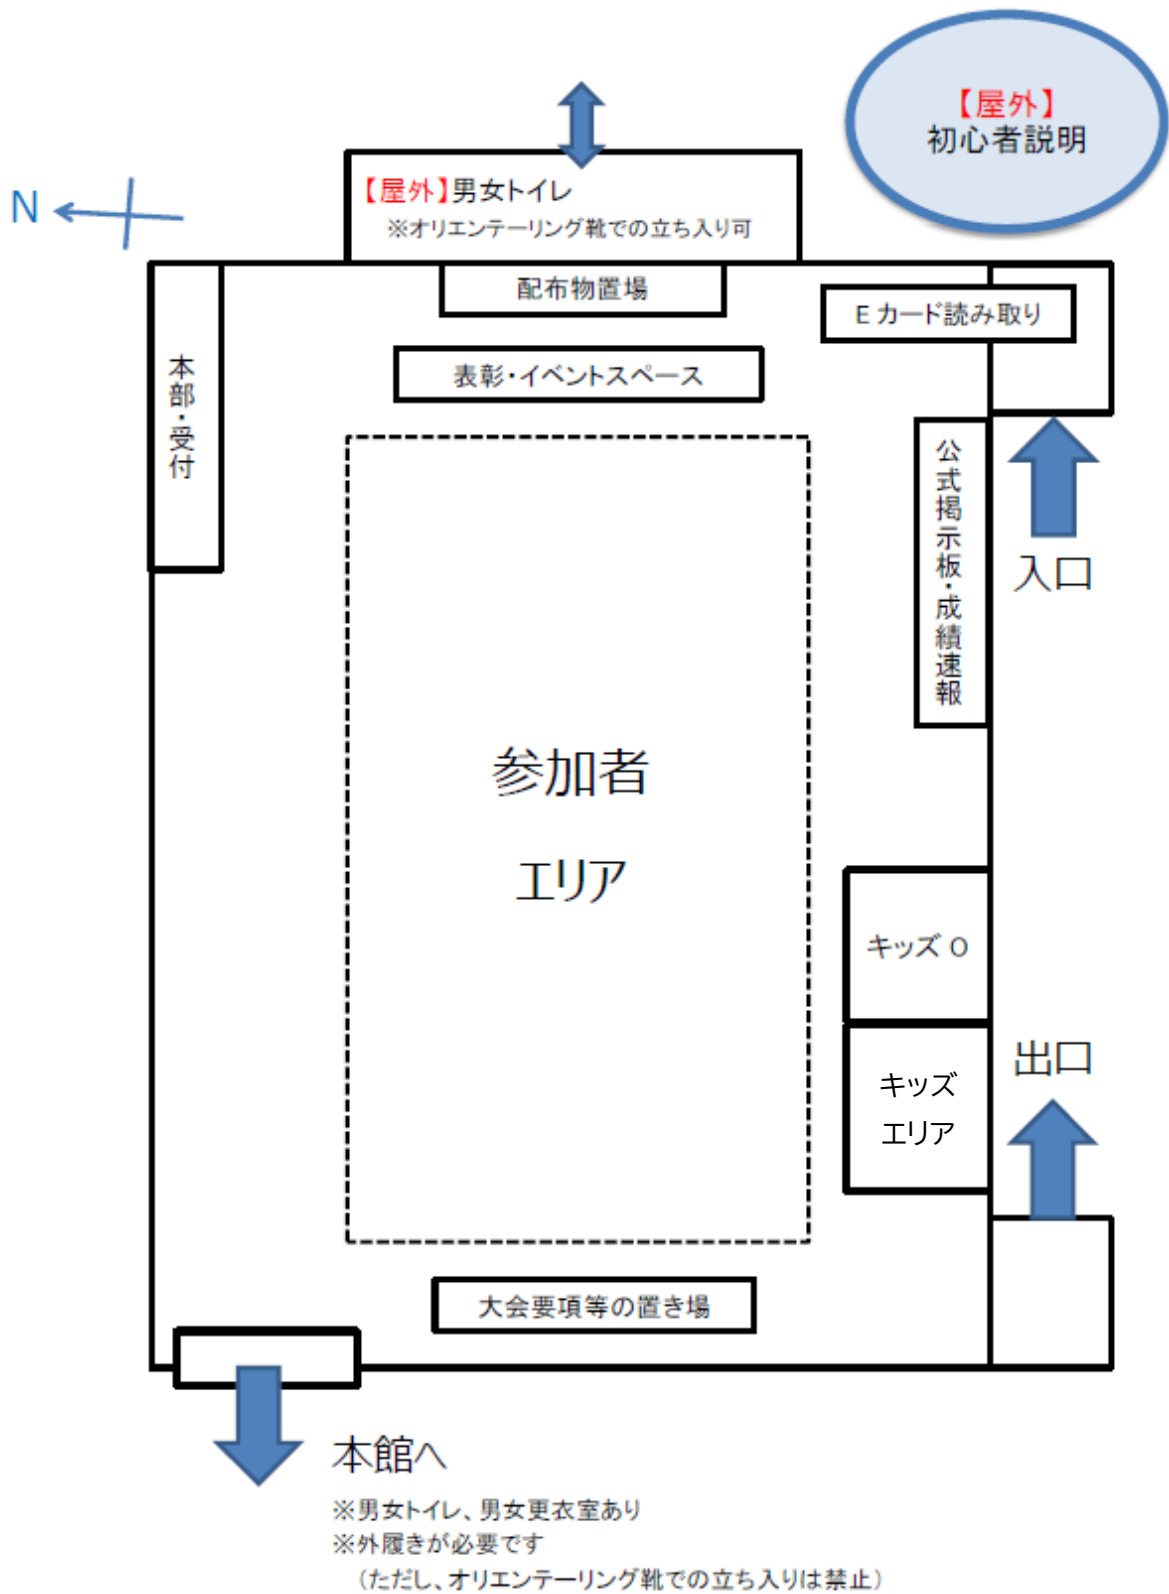 【屋外】
初心者説明
N
【屋外】男女トイレ
※オリエンテーリング靴での立ち入り可
配布物置場
Eカード読み取り
表彰・イベントスペース
本部・受付
公式掲示板・成績速報
入口
参加者
エリア
キッズO
出口
キッズ
エリア
大会要項等の置き場
本館へ
※男女トイレ、男女更衣室あり
※外履きが必要です
（ただし、オリエンテーリング靴での立ち入りは禁止）